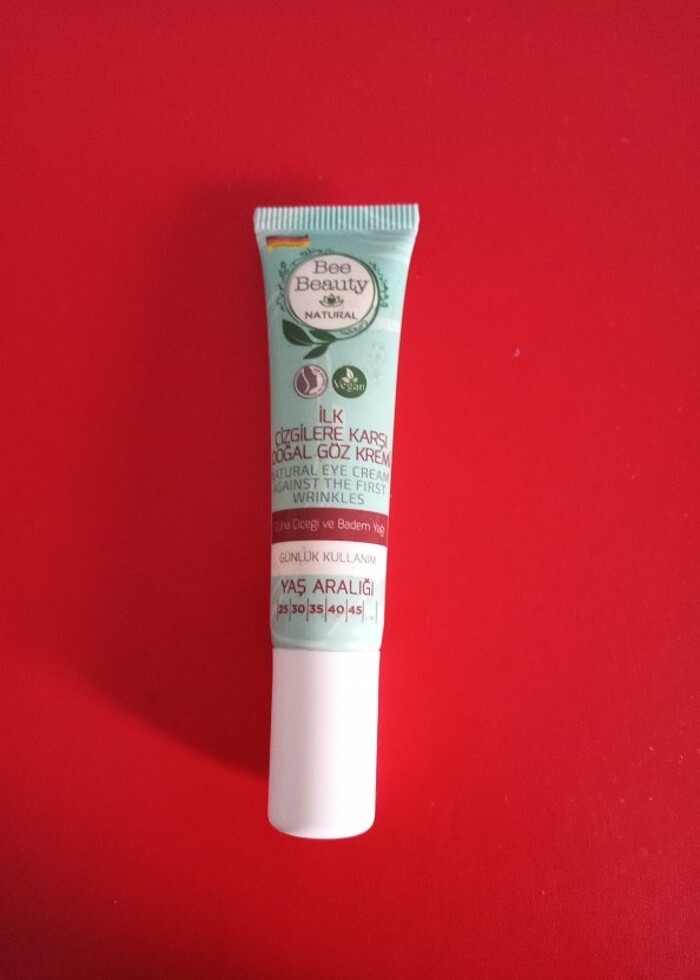 Bee
Beauty
NATURAL
Vegan
İLK
ÇİZGİLERE KARŞI
DOĞAL GÖZ KREMİ
NATURAL EYE CREAM
AGAINST THE FIRST
WRINKLES
Çuha Çiçeği ve Badem Yağı
GÜNLÜK KULLANIM
YAŞ ARALIĞI
25 30 35 40 45